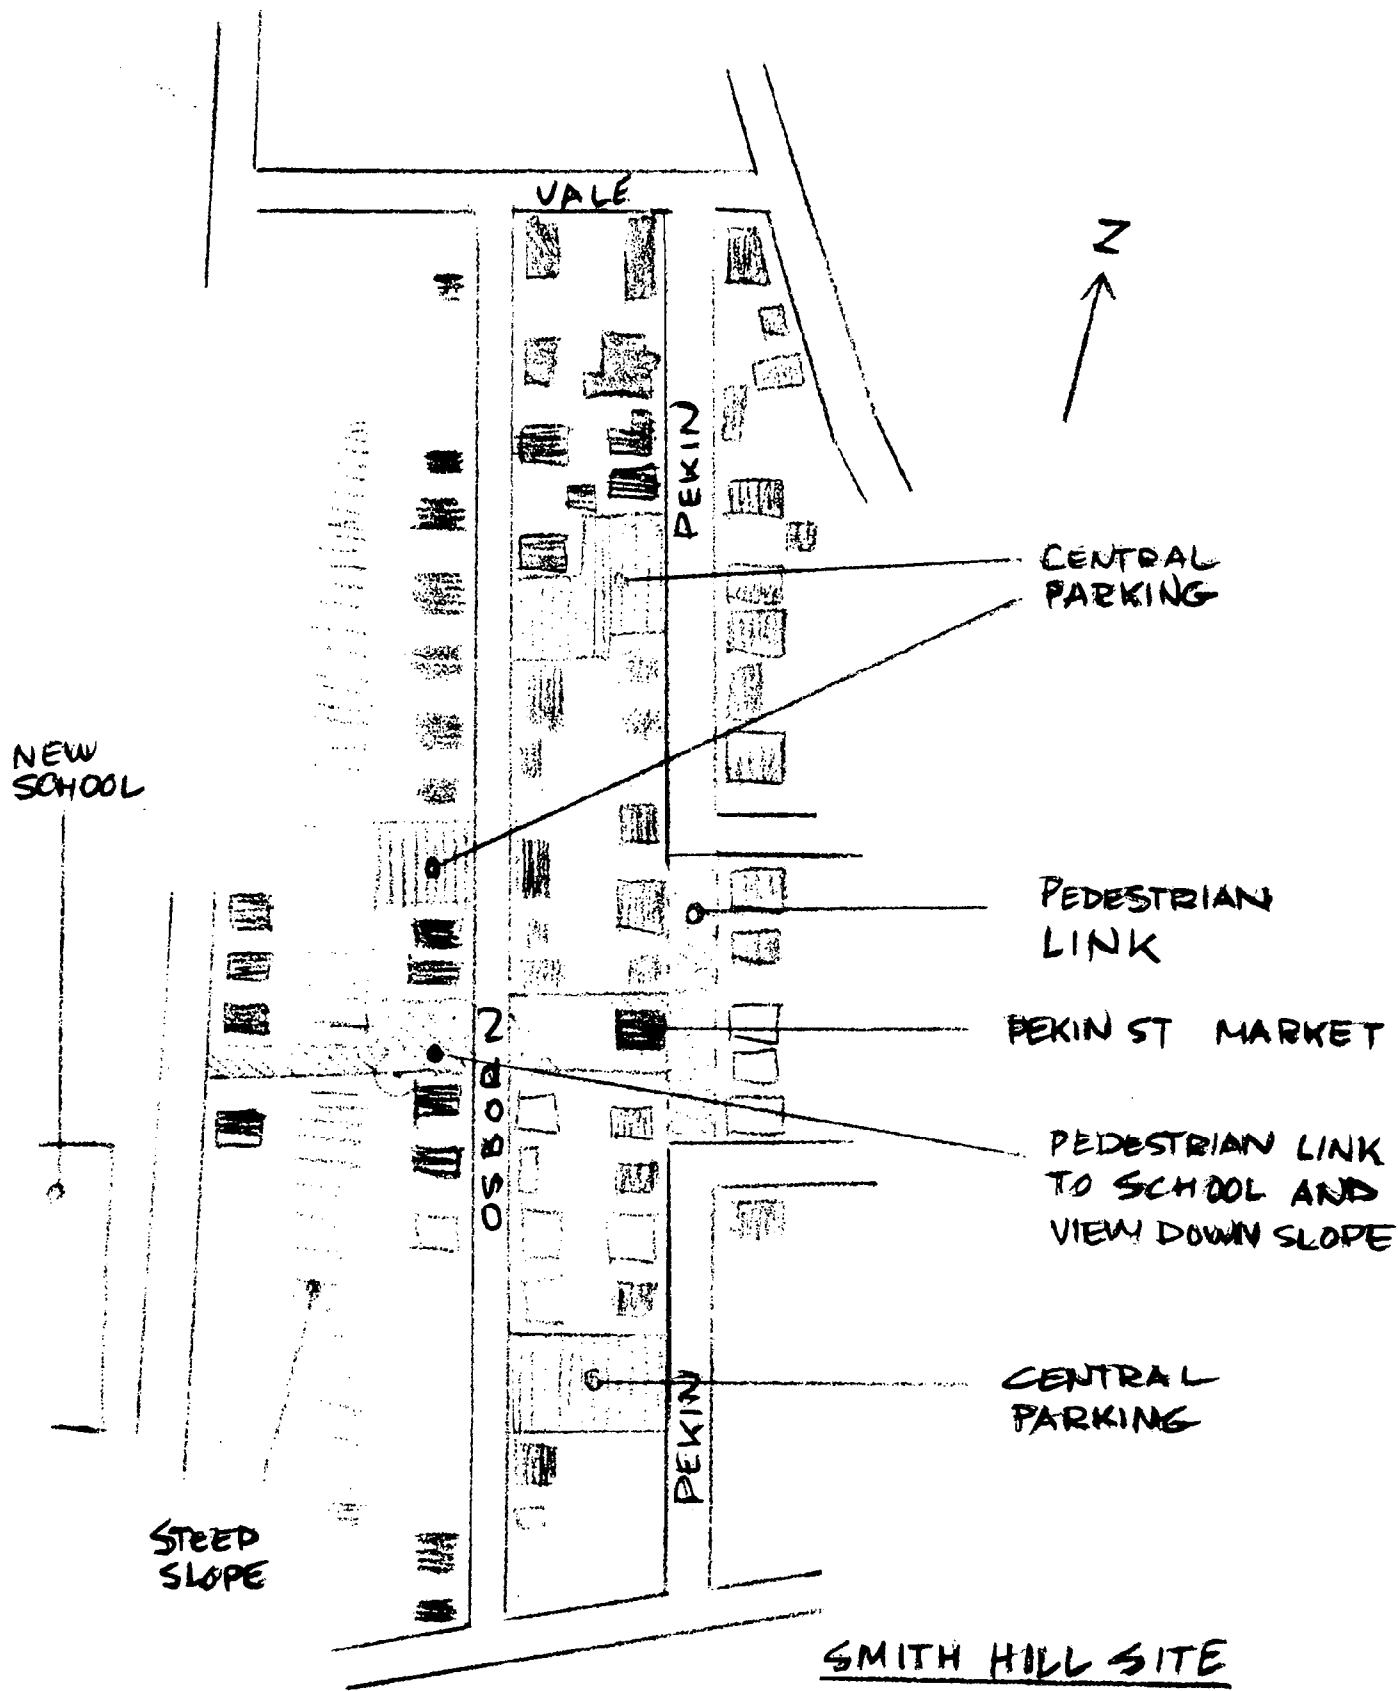 VALE
N
PEKIN
CENTRAL
PARKING
NEW
SCHOOL
PEDESTRIAN
LINK
OSBORN
PEKIN ST MARKET
PEDESTRIAN LINK
TO SCHOOL AND
VIEW DOWN SLOPE
CENTRAL
PARKING
PEKIN
STEEP
SLOPE
SMITH HILL SITE